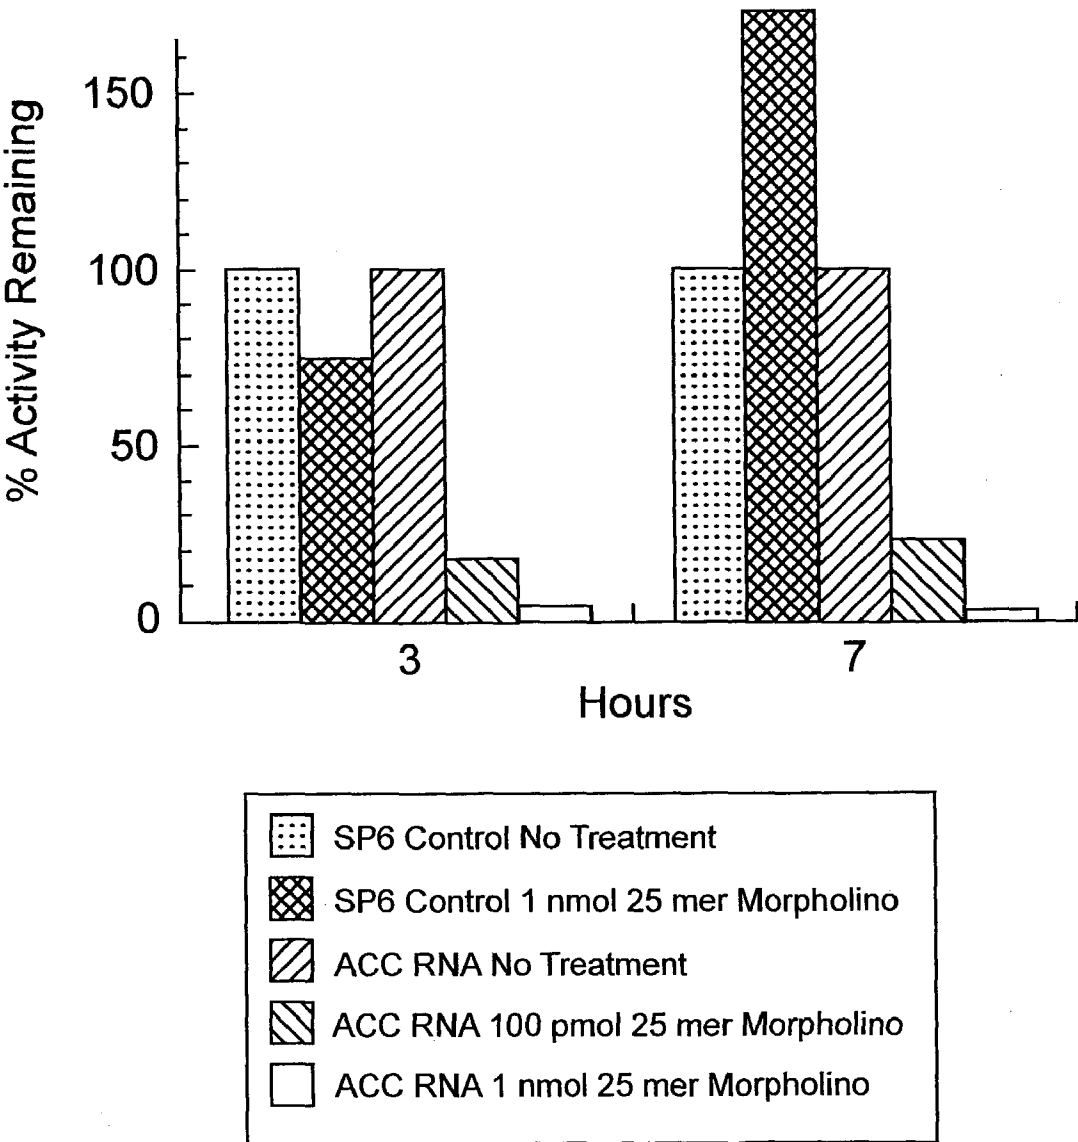 % Activity Remaining
150
100
50
0
3
7
Hours
SP6 Control No Treatment
SP6 Control 1 nmol 25 mer Morpholino
ACC RNA No Treatment
ACC RNA 100 pmol 25 mer Morpholino
ACC RNA 1 nmol 25 mer Morpholino